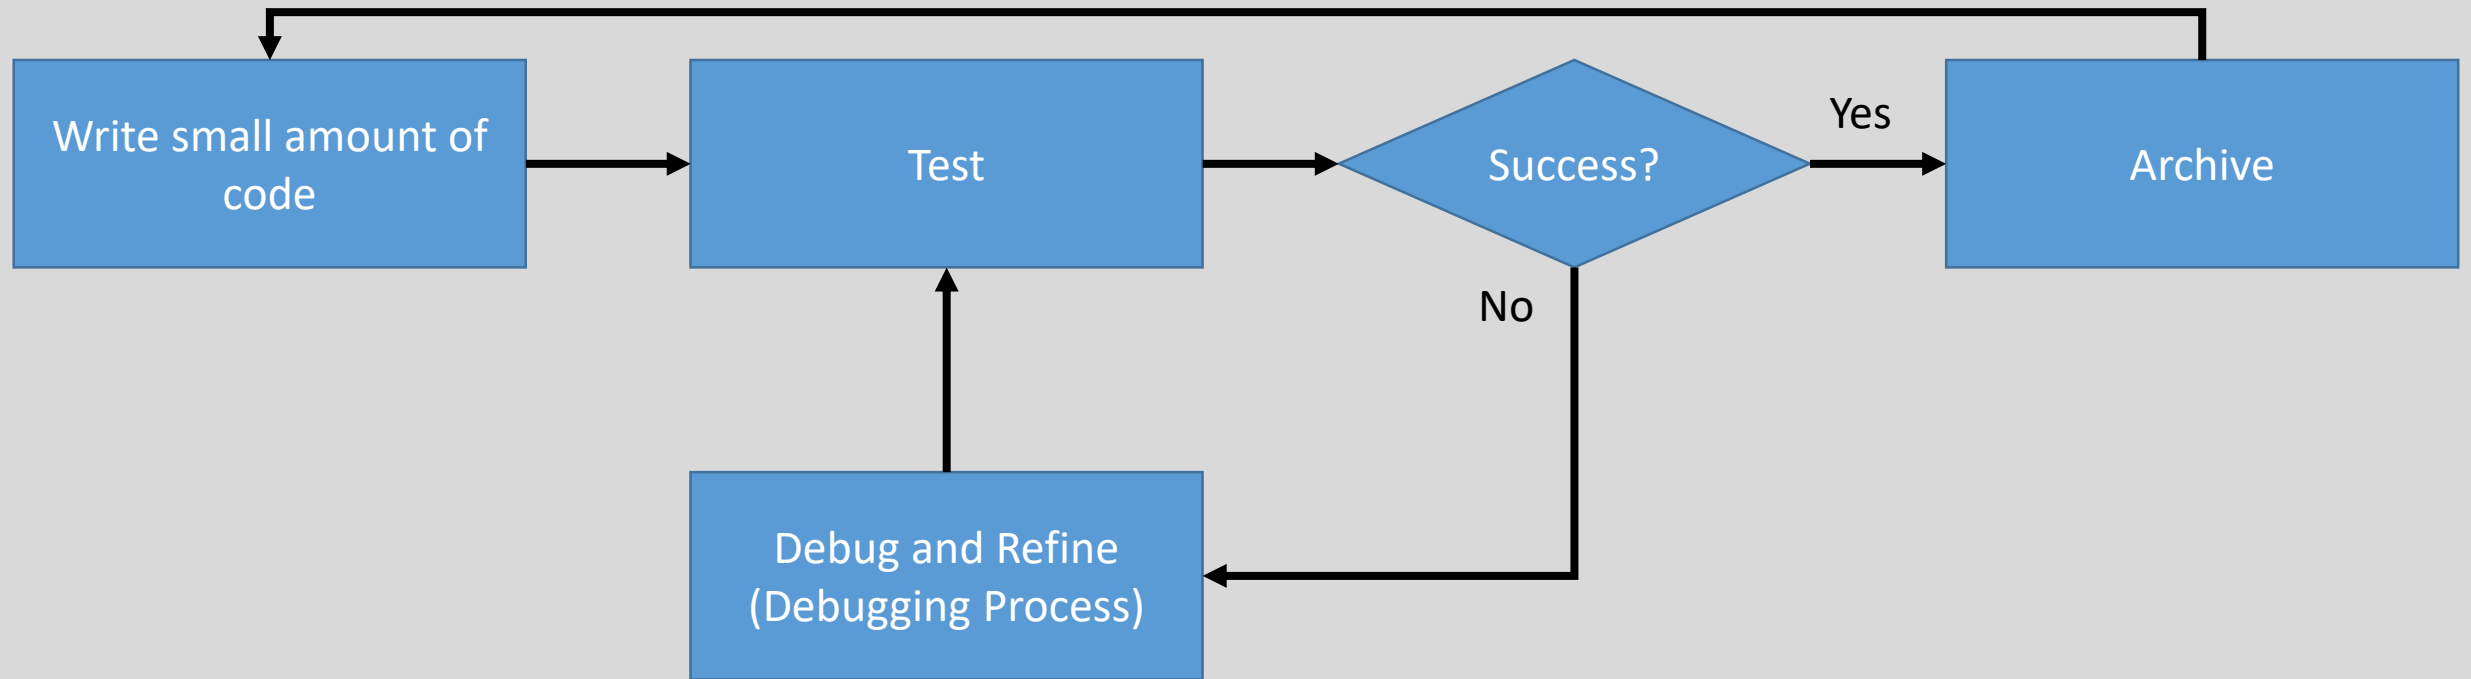 Write small amount of
code
Test
Success?
Yes
Archive
No
Debug and Refine
(Debugging Process)